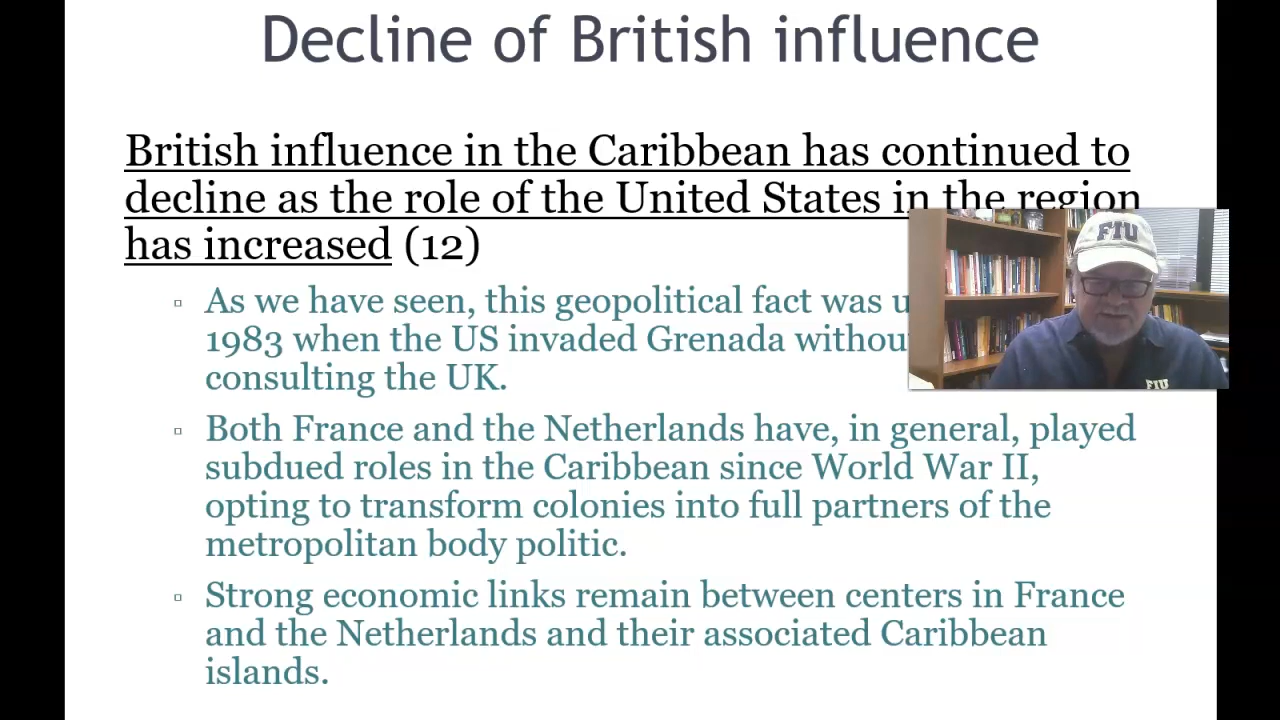 Decline of British influence
British influence in the Caribbean has continued to
decline as the role of the United States in the region
has increased (12)
As we have seen, this geopolitical fact was
1983 when the US invaded Grenada
consulting the UK.
Both France and the Netherlands have, in general, played
subdued roles in the Caribbean since World War II,
opting to transform colonies into full partners of the
metropolitan body politic.
Strong economic links remain between centers in France
and the Netherlands and their associated Caribbean
islands.
FIU
FIU